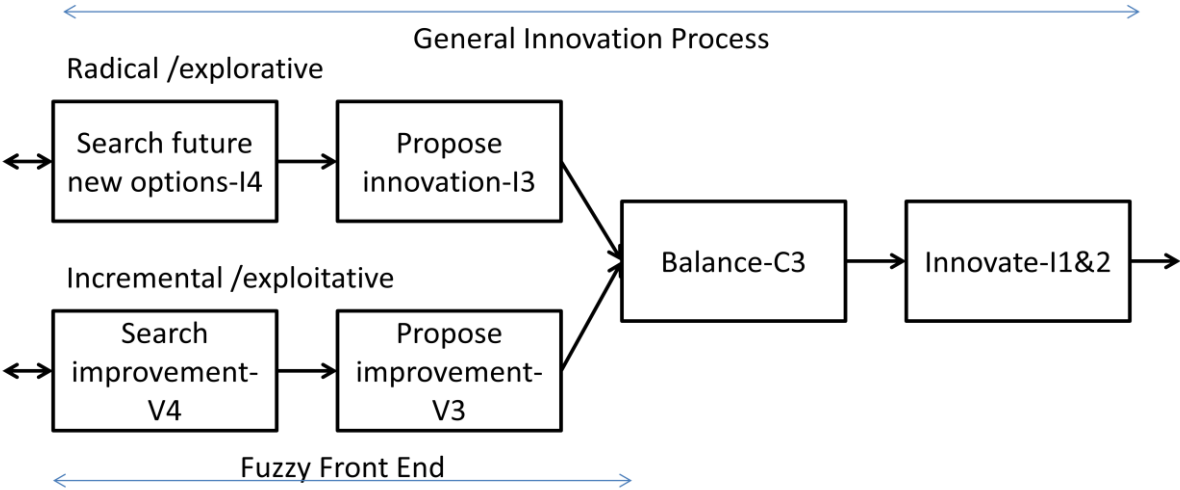 General Innovation Process
Radical /explorative
Search future
new options-I4
Propose
innovation-I3
Balance-C3
Innovate-I1&2
Incremental /exploitative
Search
improvement-
V4
Propose
improvement-
V3
Fuzzy Front End